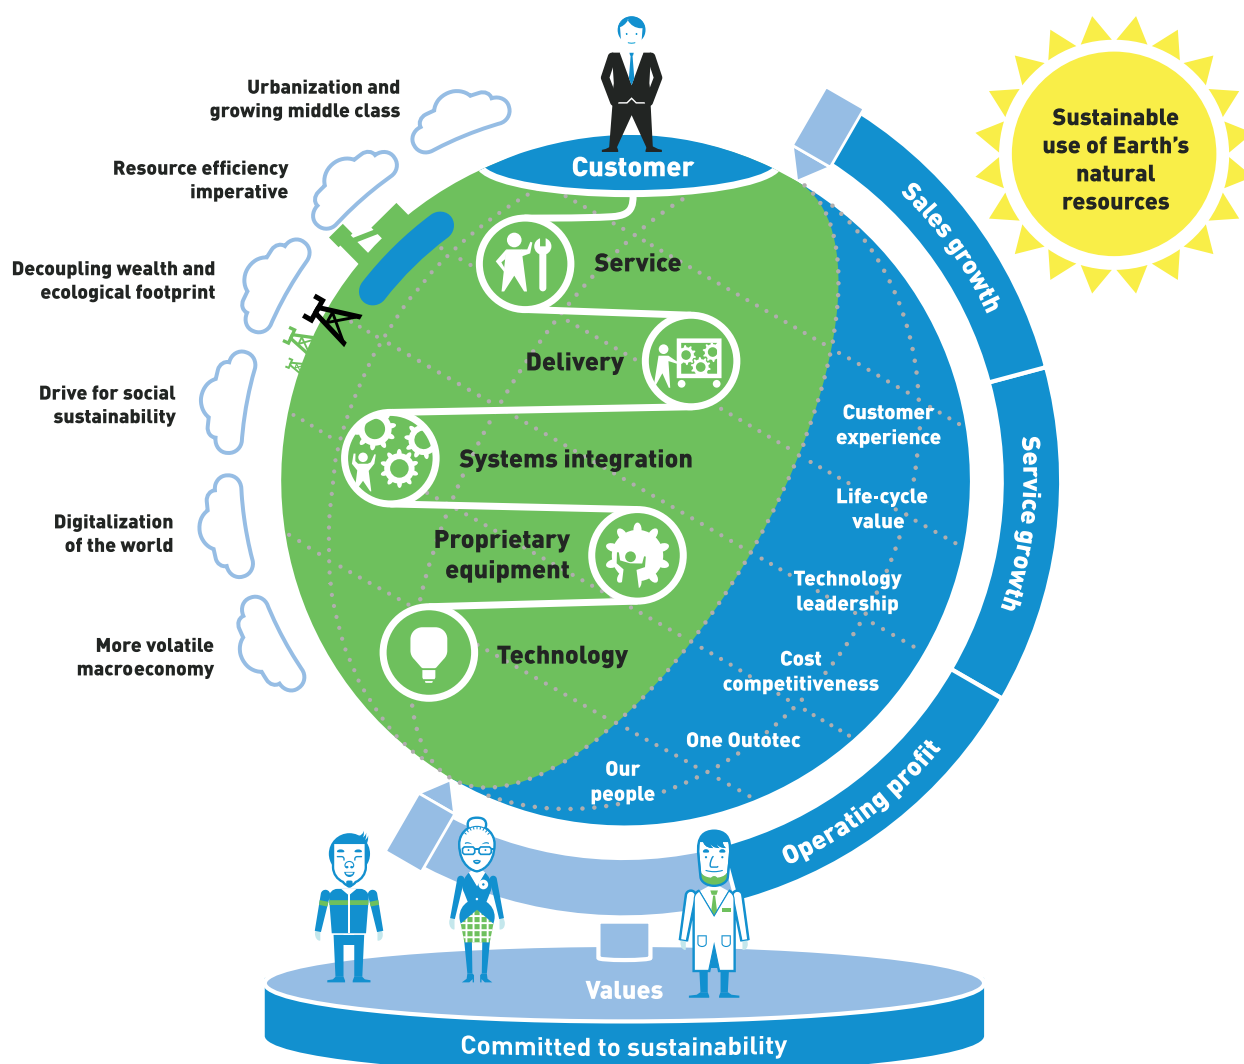 Urbanization and
growing middle class
Resource efficiency
imperative
Decoupling wealth and
ecological footprint
Drive for social
sustainability
Digitalization
of the world
More volatile
macroeconomy
Customer
Service
Delivery
Systems integration
Proprietary
equipment
Technology
Customer
experience
Life-cycle
value
Technology
leadership
Cost
competitiveness
One Outotec
Our
people
Sales growth
Service growth
Operating profit
Sustainable
use of Earth's
natural
resources
Values
Committed to sustainability